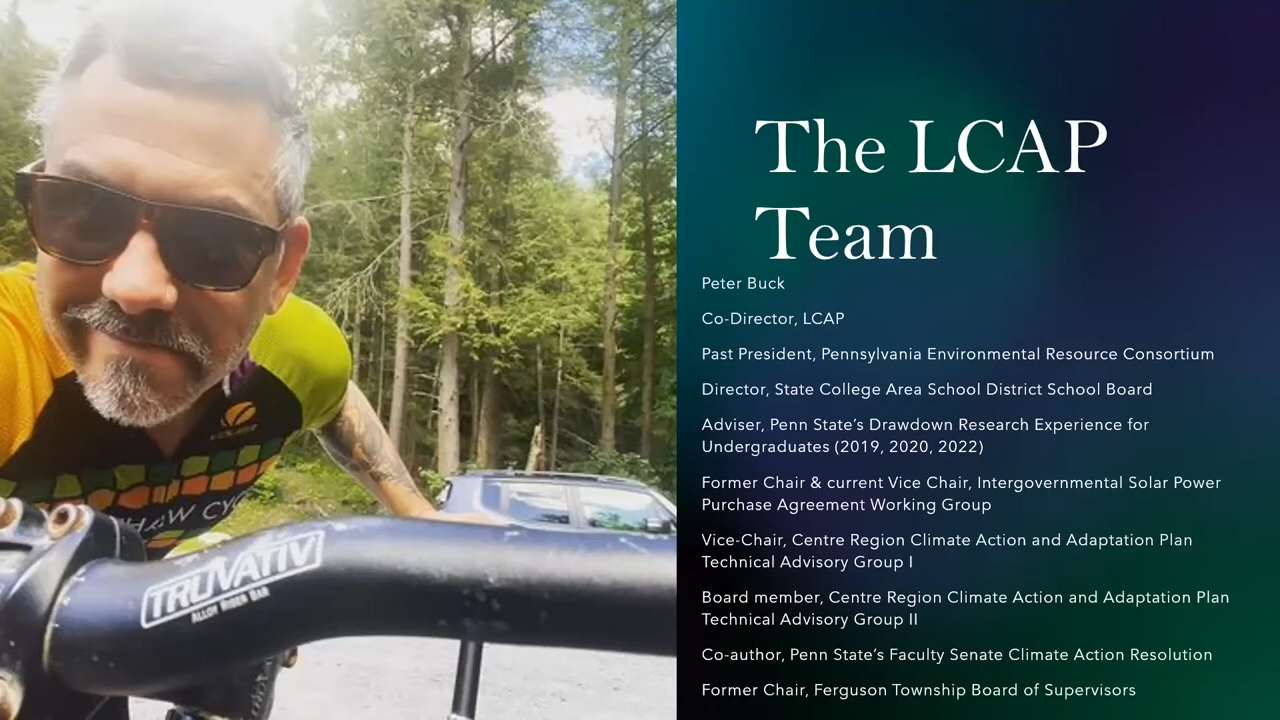 The LCAP
Team
Peter Buck
Co-Director, LCAP
Past President, Pennsylvania Environmental Resource Consortium
Director, State College Area School District School Board
Adviser, Penn State’s Drawdown Research Experience for
Undergraduates (2019, 2020, 2022)
Former Chair & current Vice Chair, Intergovernmental Solar Power
Purchase Agreement Working Group
Vice-Chair, Centre Region Climate Action and Adaptation Plan
Technical Advisory Group I
Board member, Centre Region Climate Action and Adaptation Plan
Technical Advisory Group II
Co-author, Penn State’s Faculty Senate Climate Action Resolution
Former Chair, Ferguson Township Board of Supervisors
TRUVATIV
ALLOY RISER BAR